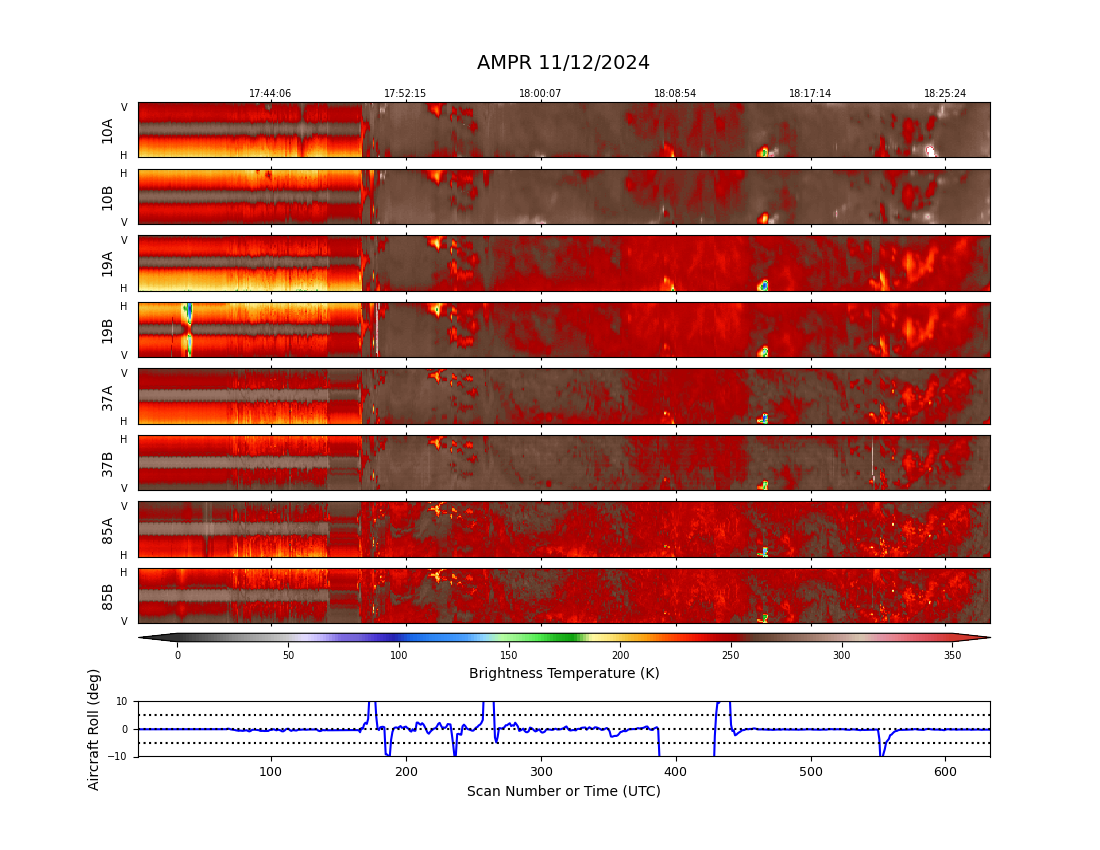 AMPR 11/12/2024
17:44:06 17:52:15 18:00:07 18:08:54 18:17:14 18:25:24
V
10A
H
H
10B
V
V
19A
H
H
19B
V
V
37A
H
H
37B
V
V
85A
H
H
85B
V
0 50 100 150 200 250 300 350
Brightness Temperature (K)
Aircraft Roll (deg)
10
0
−10
100 200 300 400 500 600
Scan Number or Time (UTC)